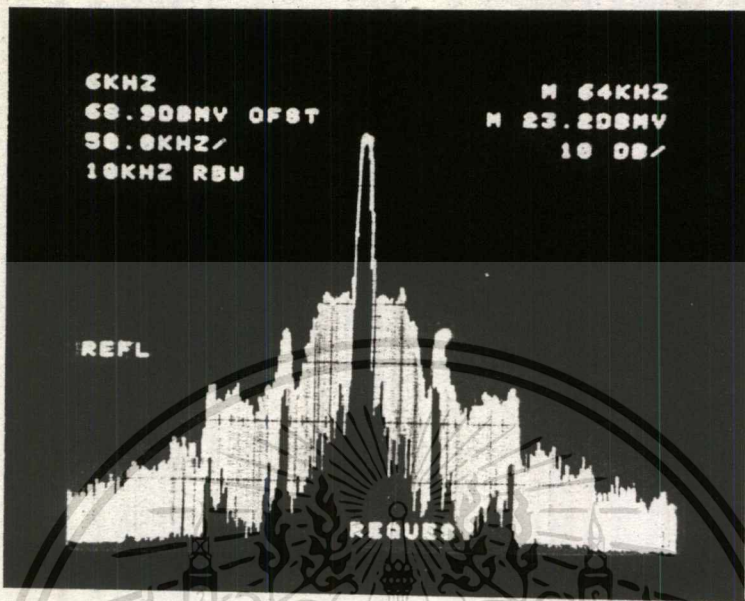 6KHZ
68.9DBMV OFST
50.0KHZ/
10KHZ RBW
M 64KHZ
M 23.2DBMV
10 DB/
REFL
REQUES